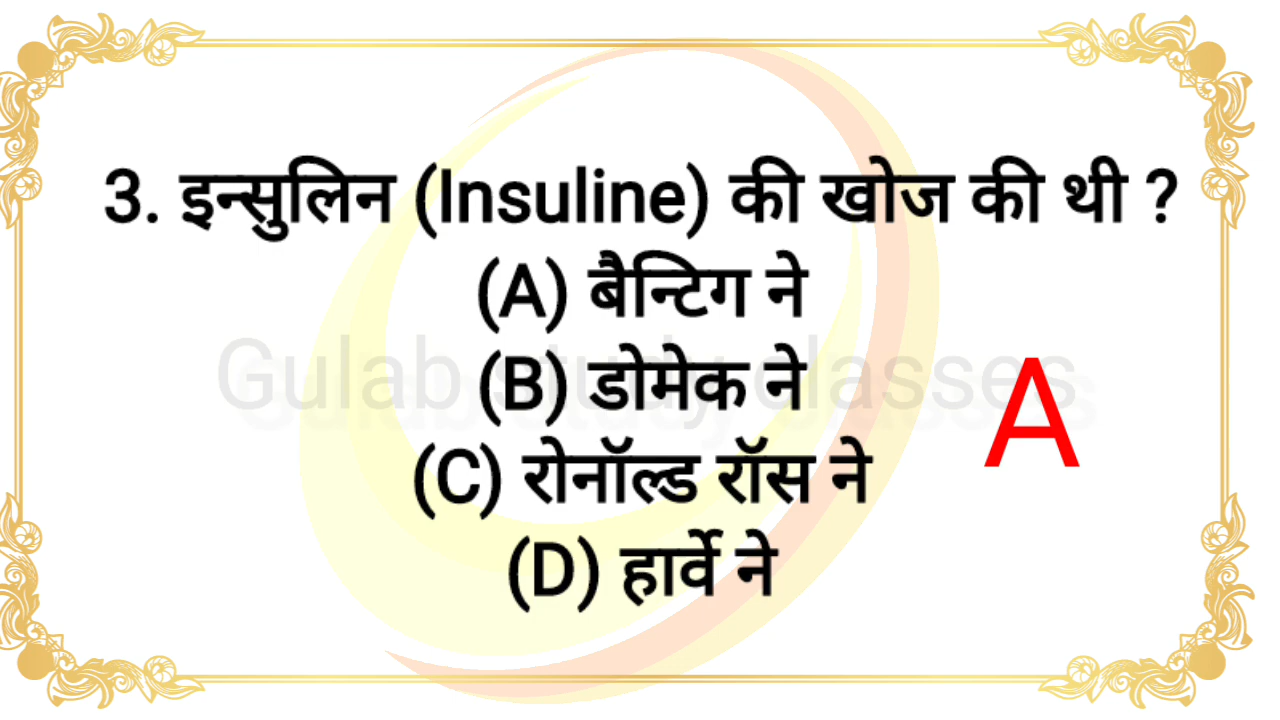 3. इन्सुलिन (Insuline) की खोज की थी ?
(A) बैन्टिग ने
(B) डोमेक ने
(C) रोनॉल्ड रॉस ने
(D) हार्वे ने
A
Gulab study classes